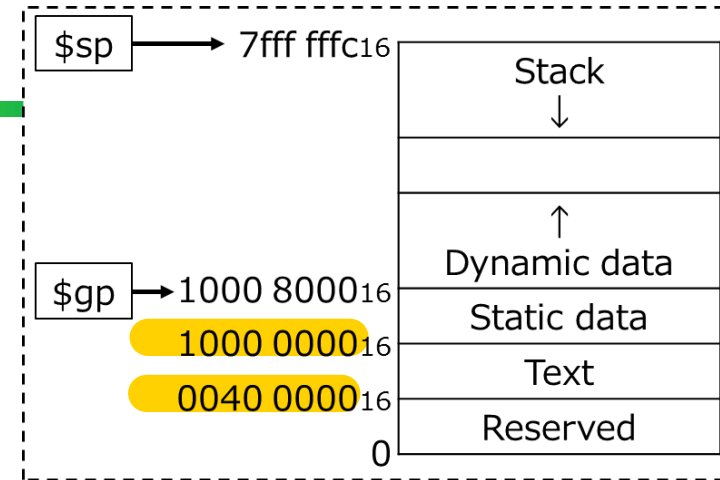 $sp 7fff fffc16
Stack
↓
↑
Dynamic data
$gp 1000 800016
Static data
1000 000016
Text
0040 000016
Reserved
0